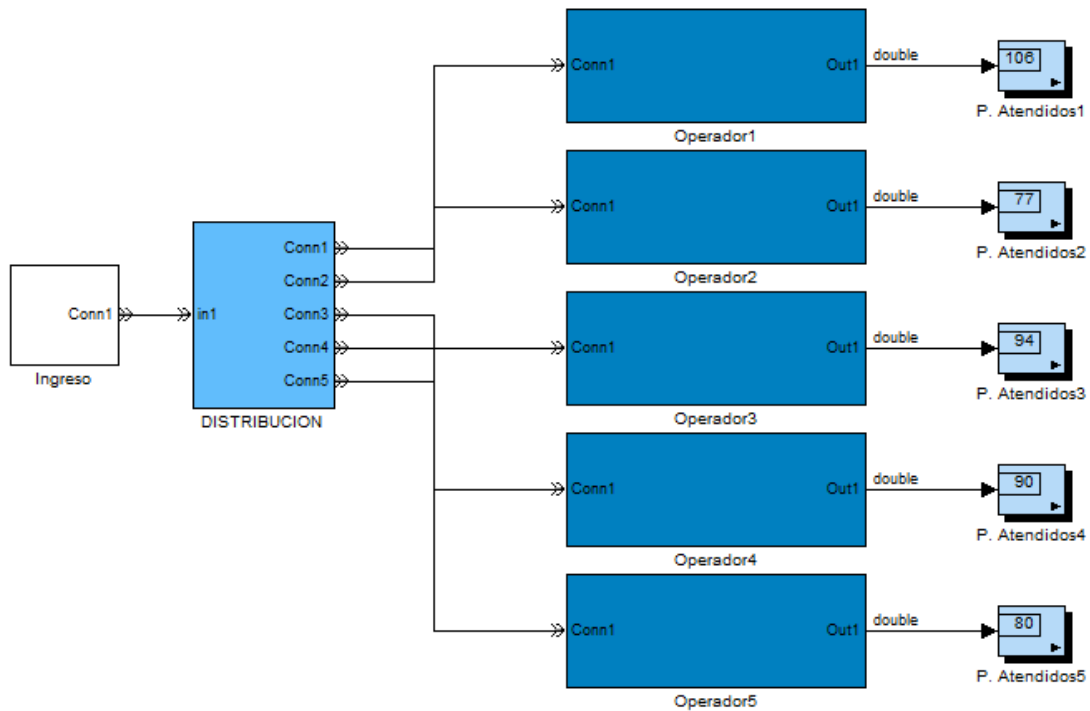 Conn1
Out1
double
106
P. Atendidos1
Operador1
Conn1
Out1
double
77
P. Atendidos2
Operador2
Conn1
Ingreso
in1
Conn1
Conn2
Conn3
Conn4
Conn5
DISTRIBUCION
Conn1
Out1
double
94
P. Atendidos3
Operador3
Conn1
Out1
double
90
P. Atendidos4
Operador4
Conn1
Out1
double
80
P. Atendidos5
Operador5